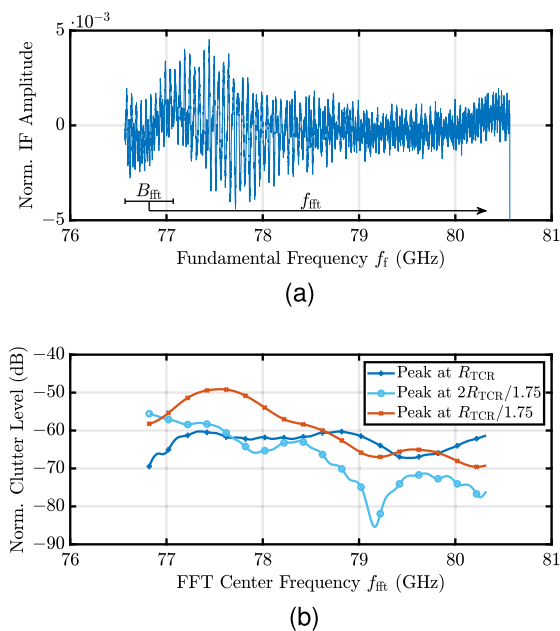 ·10⁻³
5
0
−5
Norm. IF Amplitude
B_fft
f_fft
76 77 78 79 80 81
Fundamental Frequency f_f (GHz)
(a)
−40
−50
−60
−70
−80
−90
Norm. Clutter Level (dB)
Peak at R_TCR
Peak at 2R_TCR/1.75
Peak at R_TCR/1.75
76 77 78 79 80 81
FFT Center Frequency f_fft (GHz)
(b)